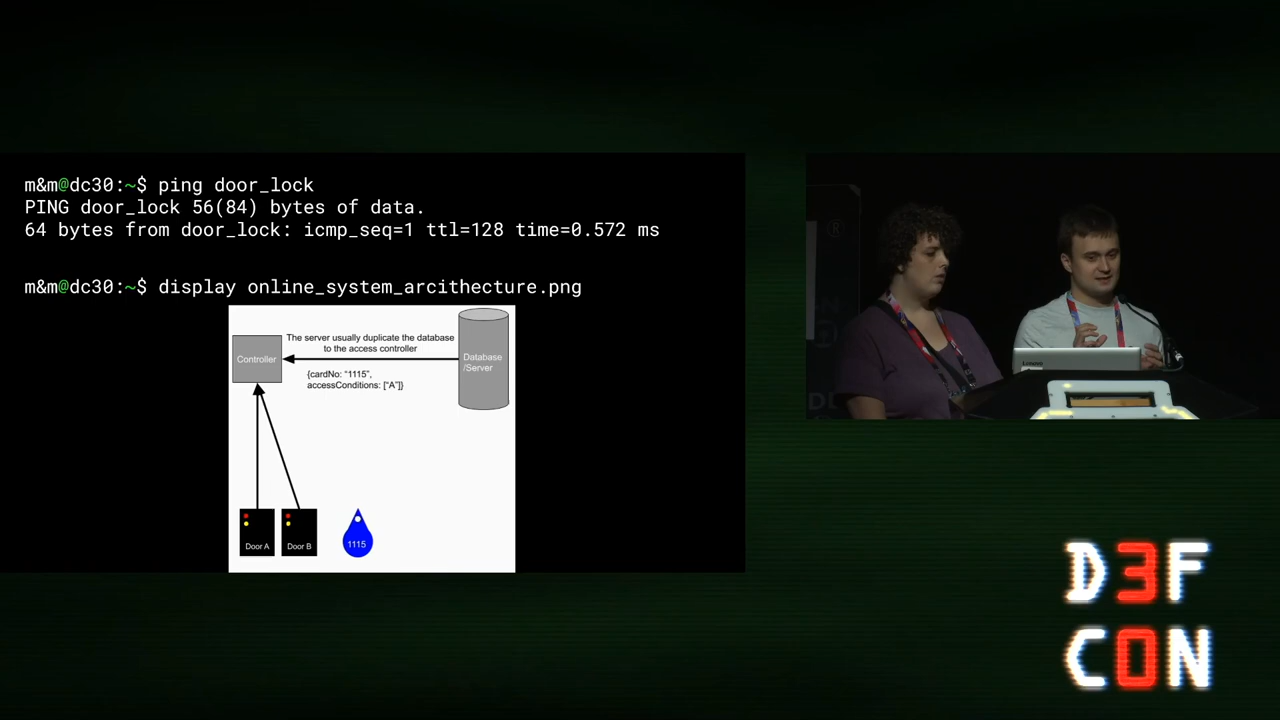 m&m@dc30:~$ ping door_lock
PING door_lock 56(84) bytes of data.
64 bytes from door_lock: icmp_seq=1 ttl=128 time=0.572 ms
m&m@dc30:~$ display online_system_arcithecture.png
The server usually duplicate the database
to the access controller
Controller
Database
/Server
{cardNo: “1115”,
accessConditions: [“A”]}
Door A
Door B
1115
Lenovo
D3F
C0N